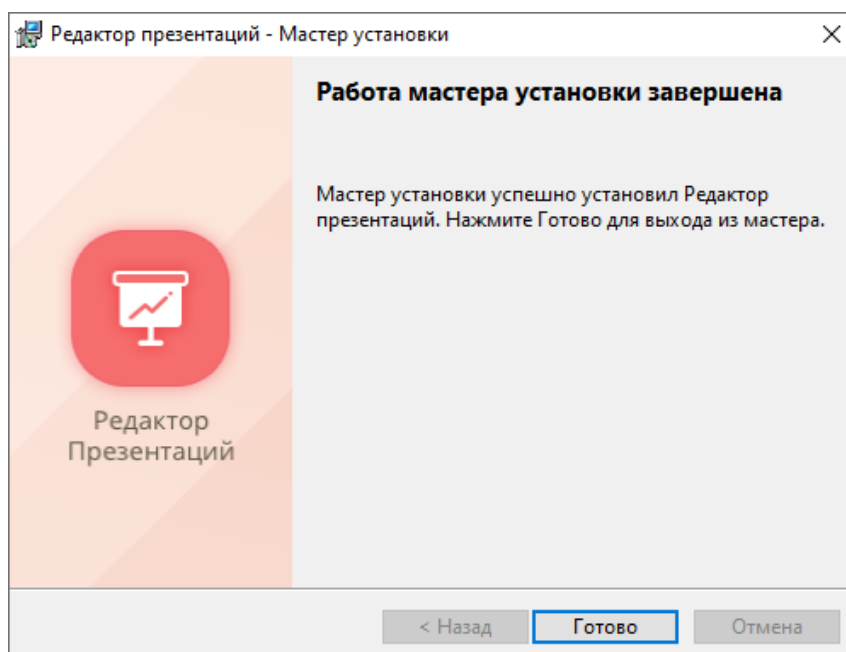 Редактор презентаций - Мастер установки
Работа мастера установки завершена
Мастер установки успешно установил Редактор
презентаций. Нажмите Готово для выхода из мастера.
Редактор
Презентаций
< Назад
Готово
Отмена